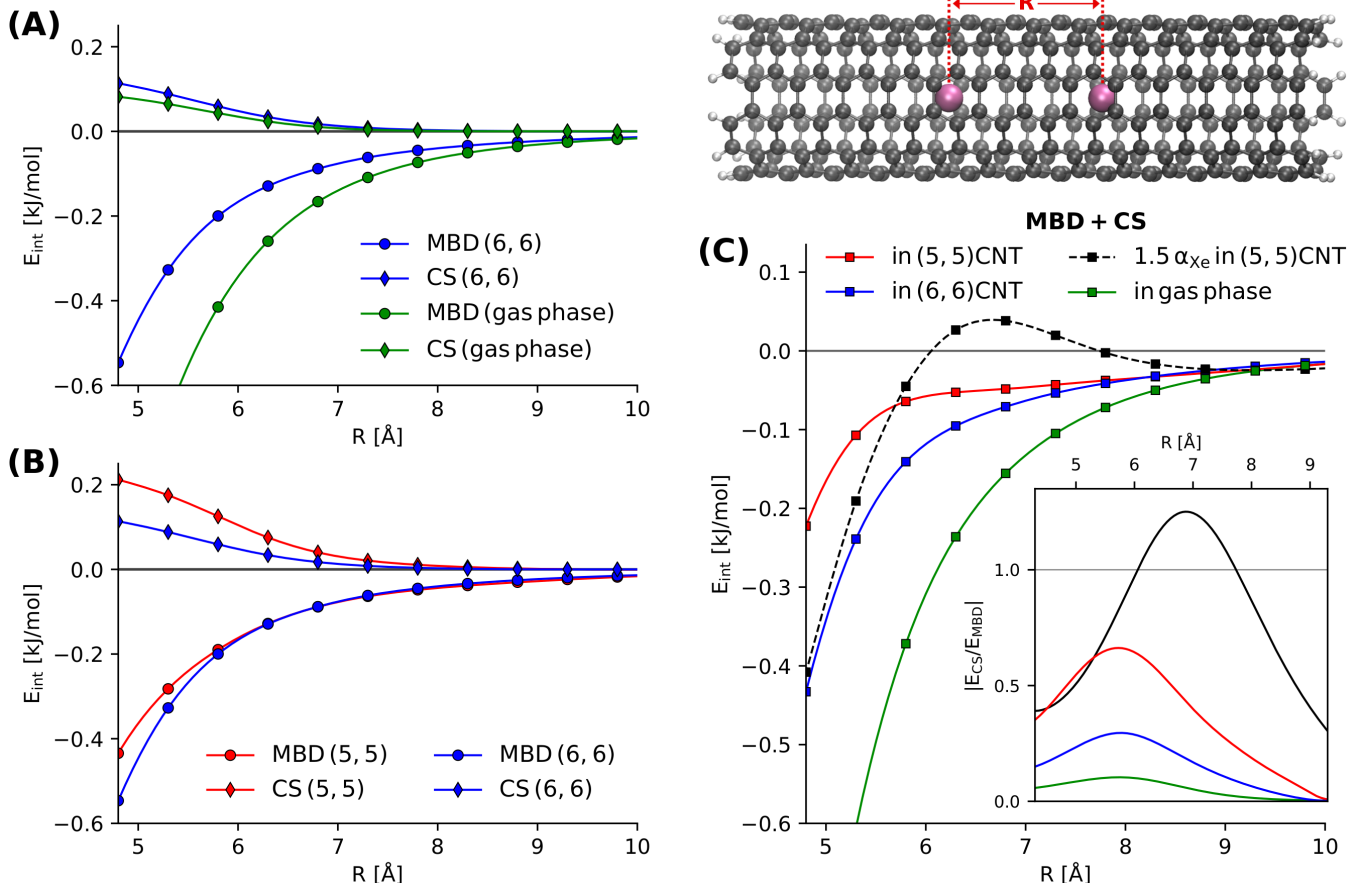 (A)
0.2
0.0
−0.2
−0.4
−0.6
E_int [kJ/mol]
MBD (6, 6)
CS (6, 6)
MBD (gas phase)
CS (gas phase)
5 6 7 8 9 10
R [Å]
(B)
0.2
0.0
−0.2
−0.4
−0.6
E_int [kJ/mol]
MBD (5, 5) MBD (6, 6)
CS (5, 5) CS (6, 6)
5 6 7 8 9 10
R [Å]
R
MBD + CS
(C)
in (5, 5)CNT 1.5 α_Xe in (5, 5)CNT
in (6, 6)CNT in gas phase
0.1
0.0
−0.1
−0.2
−0.3
−0.4
−0.5
−0.6
E_int [kJ/mol]
R [Å]
5 6 7 8 9
1.0
0.5
0.0
|E_CS/E_MBD|
5 6 7 8 9 10
R [Å]